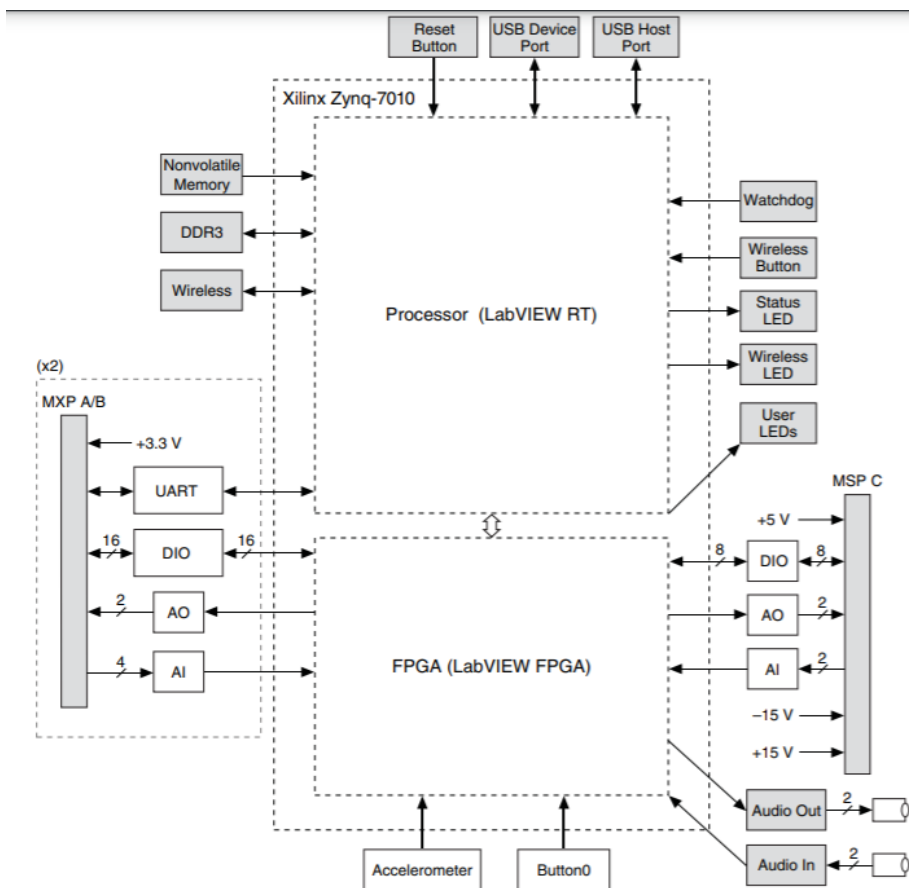 Reset
Button
USB Device
Port
USB Host
Port
Xilinx Zynq-7010
Nonvolatile
Memory
DDR3
Wireless
Processor (LabVIEW RT)
Watchdog
Wireless
Button
Status
LED
Wireless
LED
User
LEDs
(x2)
MXP A/B
+3.3 V
UART
16
DIO
16
2
AO
4
AI
FPGA (LabVIEW FPGA)
MSP C
+5 V
8
DIO
8
AO
2
AI
2
–15 V
+15 V
Audio Out
2
Audio In
2
Accelerometer
Button0